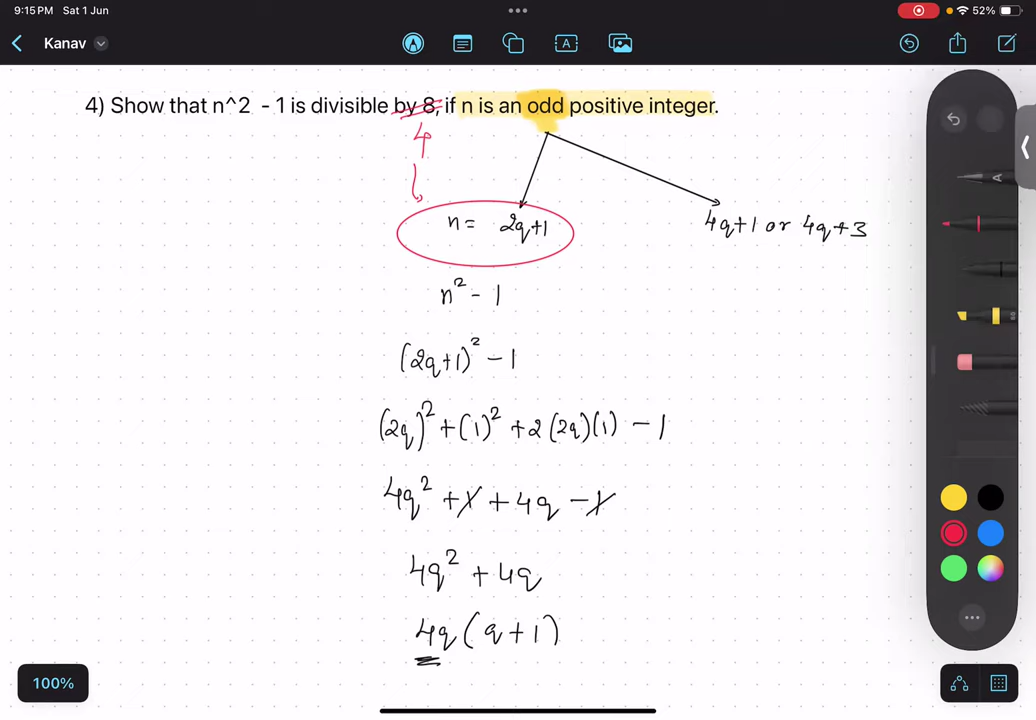 9:15 PM Sat 1 Jun
52%
Kanav
4) Show that n^2 - 1 is divisible by 8, if n is an odd positive integer.
4
n = 2q+1
4q+1 or 4q+3
n² - 1
(2q+1)² - 1
(2q)² + (1)² + 2(2q)(1) - 1
4q² + 1 + 4q - 1
4q² + 4q
4q(q+1)
100%